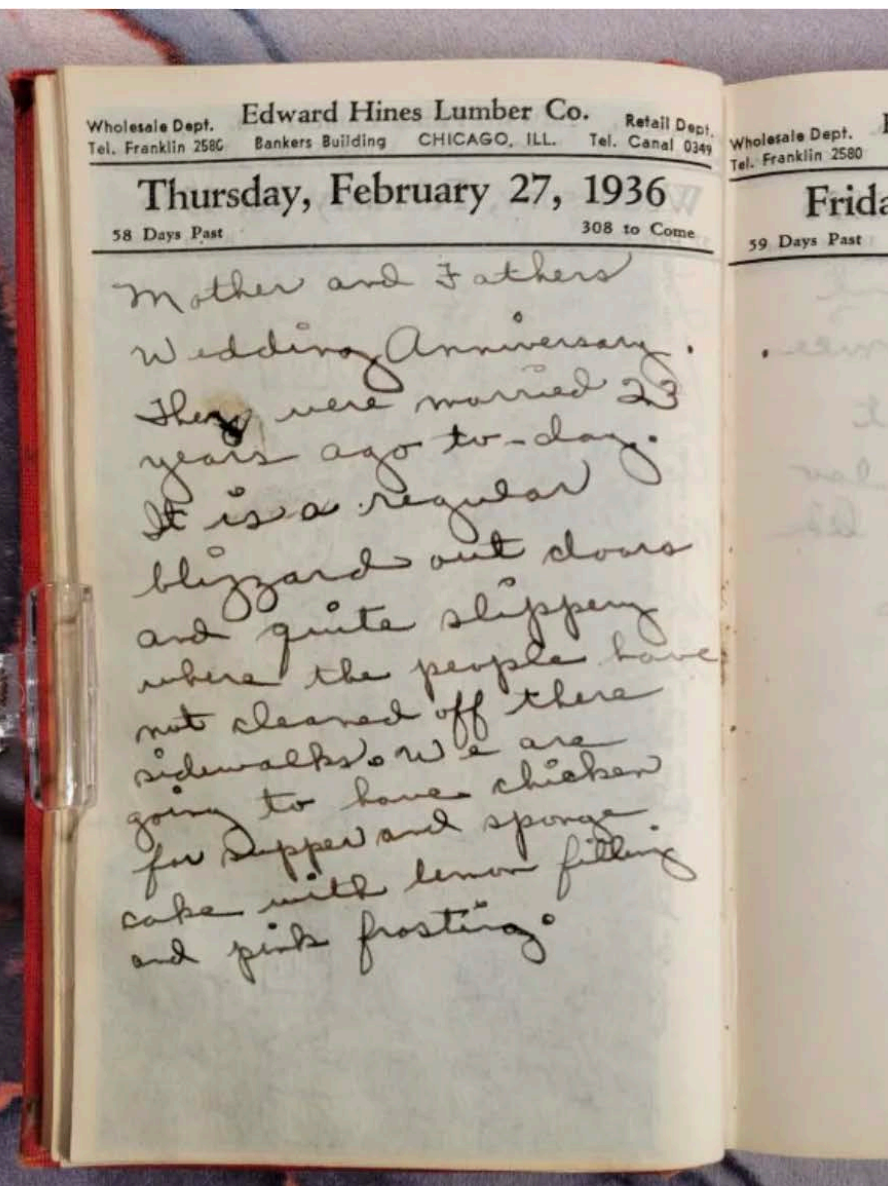 Wholesale Dept. Edward Hines Lumber Co. Retail Dept.
Tel. Franklin 2580 Bankers Building CHICAGO, ILL. Tel. Canal 0349
Thursday, February 27, 1936
58 Days Past 308 to Come
Mother and Fathers
Wedding Anniversary.
They were married 23
years ago to-day.
It is a regular
blizzard out doors
and quite slippery
where the people have
not cleaned off there
sidewalks. We are
going to have chicken
for supper and sponge
cake with lemon filling
and pink frosting.
Wholesale Dept.
Tel. Franklin 2580
Frida
59 Days Past